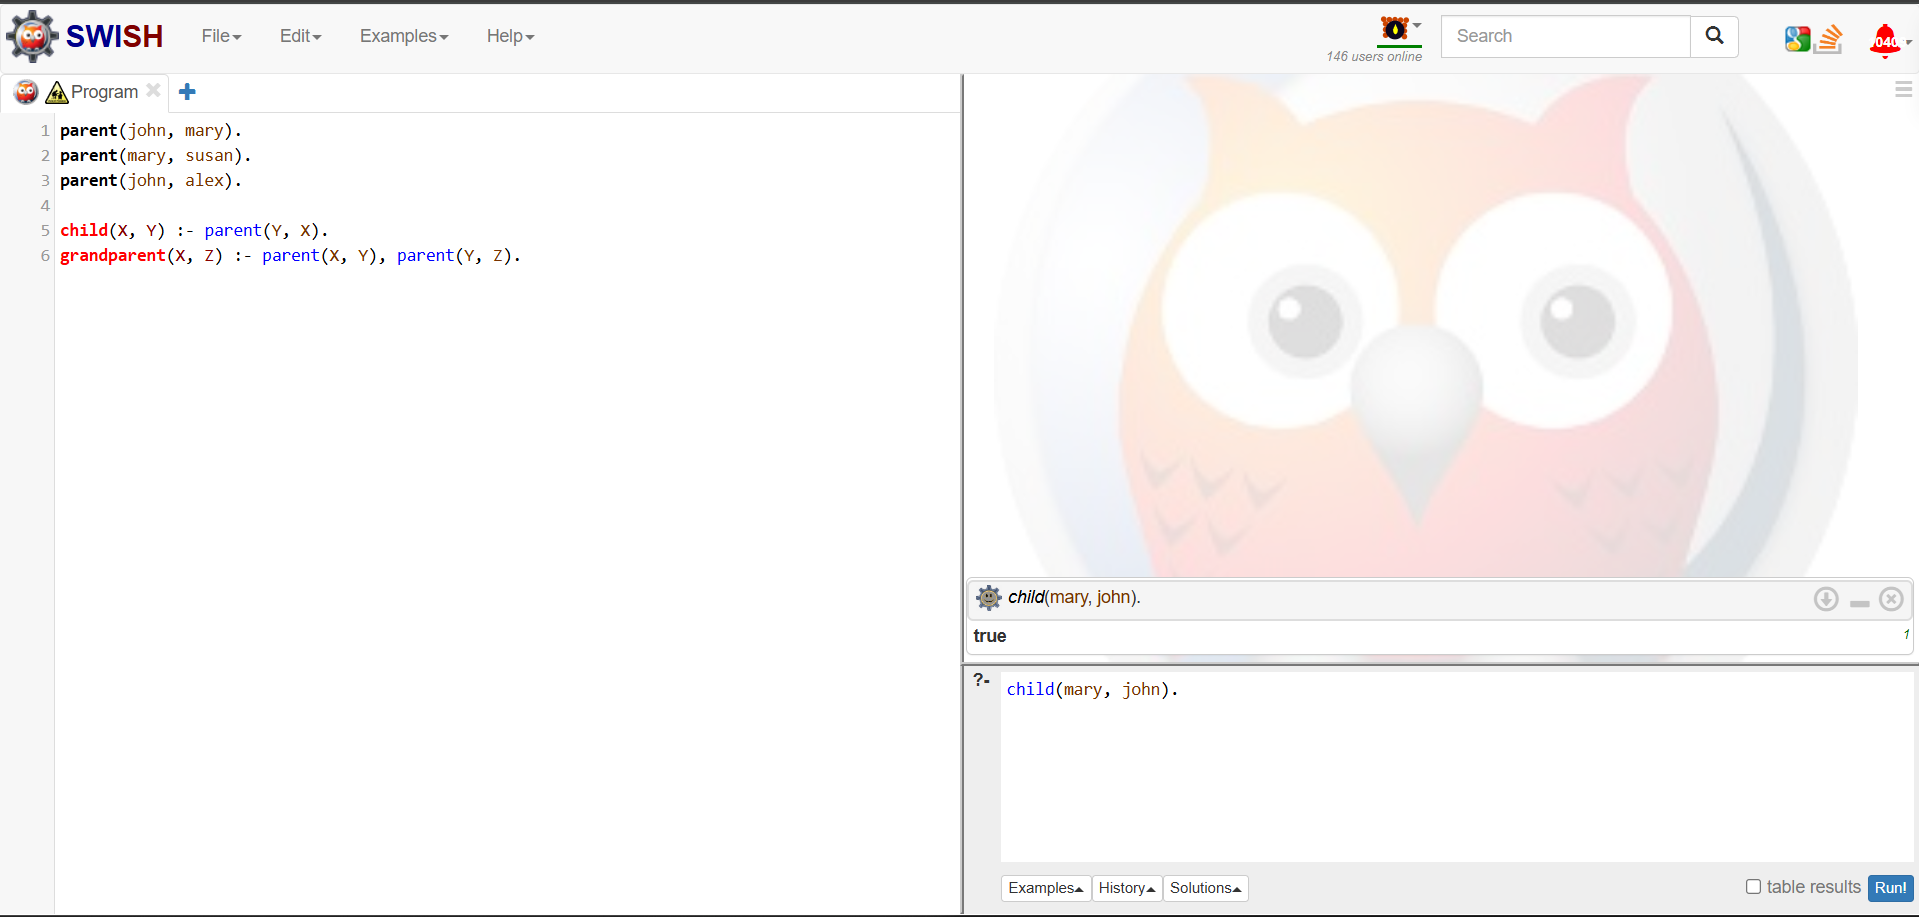 SWISH File Edit Examples Help
146 users online
Search
Program
1 parent(john, mary).
2 parent(mary, susan).
3 parent(john, alex).
4
5 child(X, Y) :- parent(Y, X).
6 grandparent(X, Z) :- parent(X, Y), parent(Y, Z).
child(mary, john).
true 1
?- child(mary, john).
Examples History Solutions table results Run!